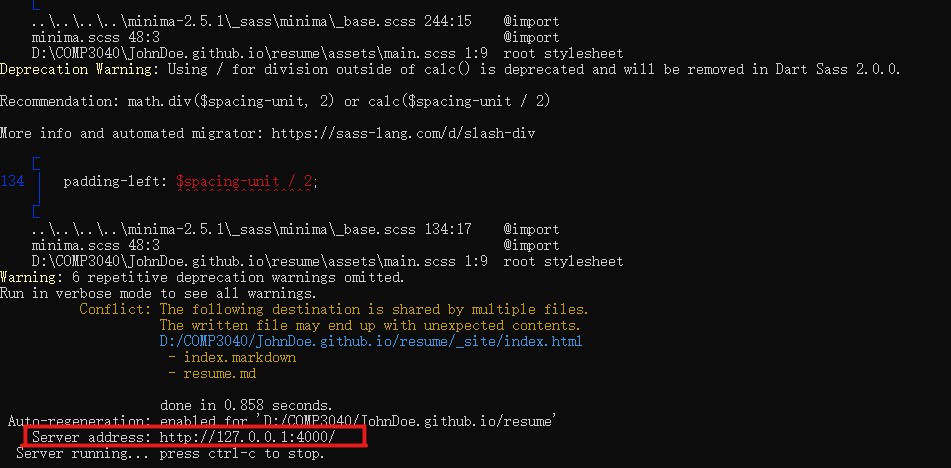 ..\..\..\..\minima-2.5.1\_sass\minima\_base.scss 244:15    @import
minima.scss 48:3    @import
D:\COMP3040\JohnDoe.github.io\resume\assets\main.scss 1:9  root stylesheet
Deprecation Warning: Using / for division outside of calc() is deprecated and will be removed in Dart Sass 2.0.0.
Recommendation: math.div($spacing-unit, 2) or calc($spacing-unit / 2)
More info and automated migrator: https://sass-lang.com/d/slash-div
134    padding-left: $spacing-unit / 2;
^^^^^^^^^^^^^^^^^
..\..\..\..\minima-2.5.1\_sass\minima\_base.scss 134:17    @import
minima.scss 48:3    @import
D:\COMP3040\JohnDoe.github.io\resume\assets\main.scss 1:9  root stylesheet
Warning: 6 repetitive deprecation warnings omitted.
Run in verbose mode to see all warnings.
Conflict: The following destination is shared by multiple files.
The written file may end up with unexpected contents.
D:/COMP3040/JohnDoe.github.io/resume/_site/index.html
- index.markdown
- resume.md
done in 0.858 seconds.
Auto-regeneration: enabled for 'D:/COMP3040/JohnDoe.github.io/resume'
Server address: http://127.0.0.1:4000/
Server running... press ctrl-c to stop.